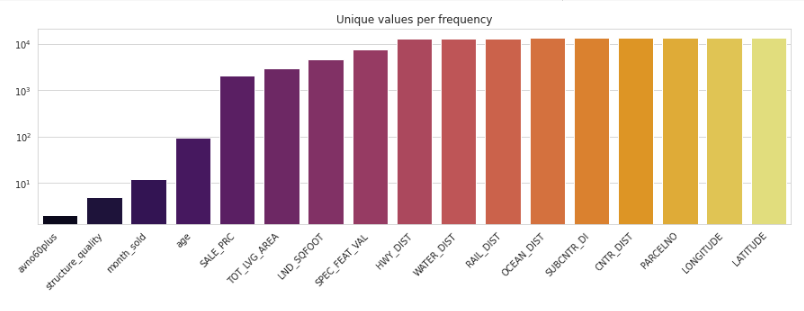 Unique values per frequency
10⁴
10³
10²
10¹
avno60plus
structure_quality
month_sold
age
SALE_PRC
TOT_LVG_AREA
LND_SQFOOT
SPEC_FEAT_VAL
HWY_DIST
WATER_DIST
RAIL_DIST
OCEAN_DIST
SUBCNTR_DI
CNTR_DIST
PARCELNO
LONGITUDE
LATITUDE